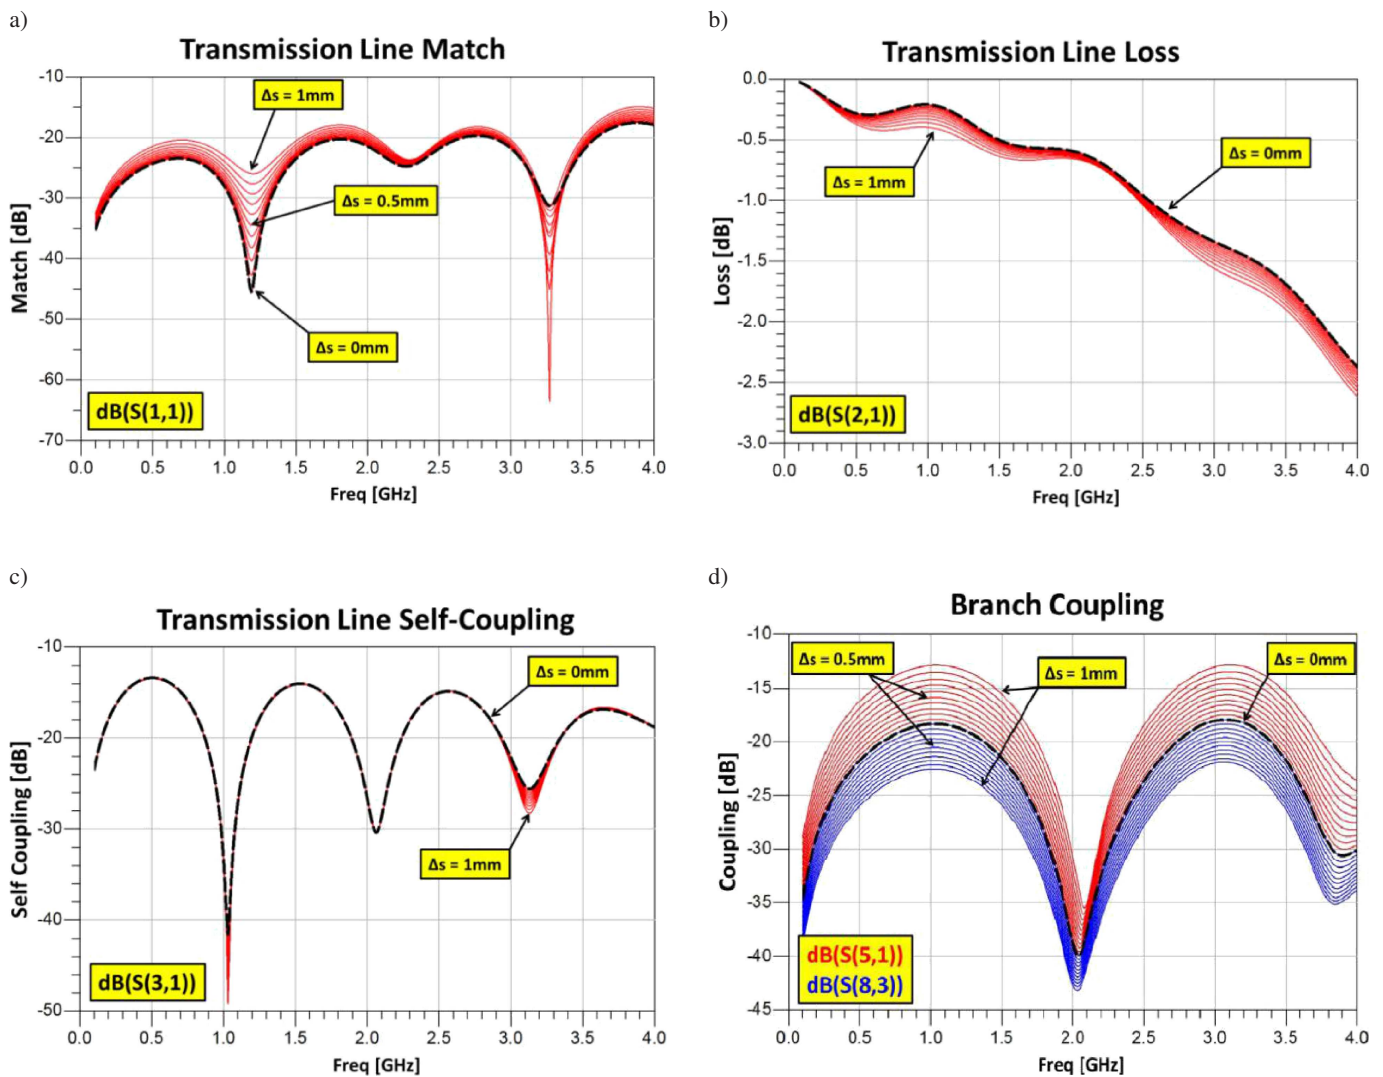 a)
Transmission Line Match
-10
-20
-30
-40
-50
-60
-70
Match [dB]
Δs = 1mm
Δs = 0.5mm
Δs = 0mm
dB(S(1,1))
0.0 0.5 1.0 1.5 2.0 2.5 3.0 3.5 4.0
Freq [GHz]
b)
Transmission Line Loss
0.0
-0.5
-1.0
-1.5
-2.0
-2.5
-3.0
Loss [dB]
Δs = 0mm
Δs = 1mm
dB(S(2,1))
0.0 0.5 1.0 1.5 2.0 2.5 3.0 3.5 4.0
Freq [GHz]
c)
Transmission Line Self-Coupling
-10
-20
-30
-40
-50
Self Coupling [dB]
Δs = 0mm
Δs = 1mm
dB(S(3,1))
0.0 0.5 1.0 1.5 2.0 2.5 3.0 3.5 4.0
Freq [GHz]
d)
Branch Coupling
-10
-15
-20
-25
-30
-35
-40
-45
Coupling [dB]
Δs = 0.5mm
Δs = 1mm
Δs = 0mm
dB(S(5,1))
dB(S(8,3))
0.0 0.5 1.0 1.5 2.0 2.5 3.0 3.5 4.0
Freq [GHz]